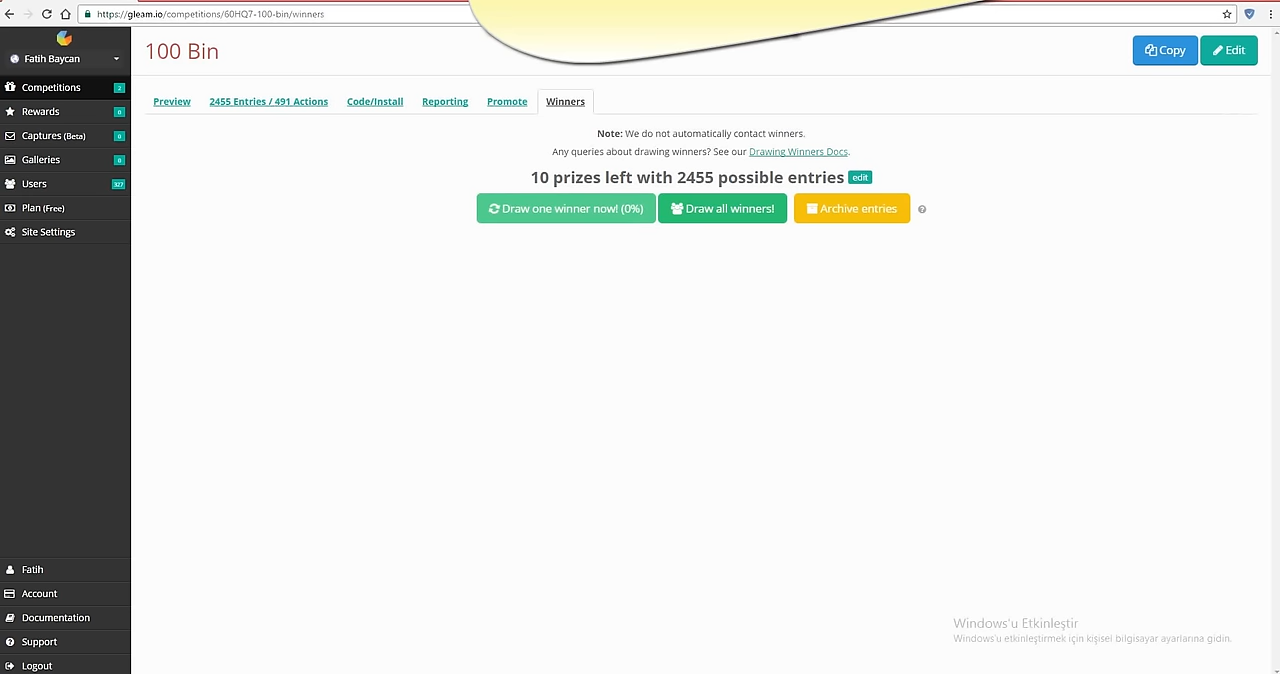 https://gleam.io/competitions/60HQ7-100-bin/winners
Fatih Baycan
Competitions 2
Rewards 0
Captures (Beta) 0
Galleries 0
Users 327
Plan (Free)
Site Settings
Fatih
Account
Documentation
Support
Logout
100 Bin
Copy
Edit
Preview 2455 Entries / 491 Actions Code/Install Reporting Promote Winners
Note: We do not automatically contact winners.
Any queries about drawing winners? See our Drawing Winners Docs.
10 prizes left with 2455 possible entries edit
Draw one winner now! (0%) Draw all winners! Archive entries ?
Windows'u Etkinleştir
Windows'u etkinleştirmek için kişisel bilgisayar ayarlarına gidin.